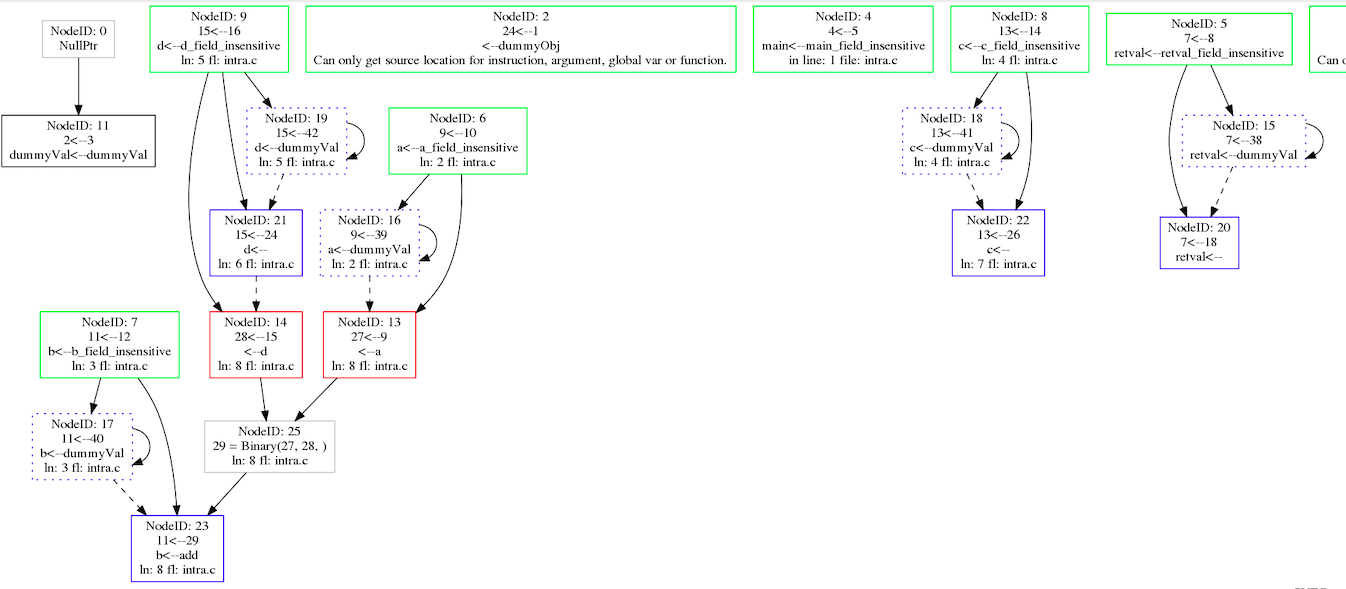 NodeID: 0
NullPtr
NodeID: 9
15<--16
d<--d_field_insensitive
ln: 5 fl: intra.c
NodeID: 2
24<--1
<--dummyObj
Can only get source location for instruction, argument, global var or function.
NodeID: 4
4<--5
main<--main_field_insensitive
in line: 1 file: intra.c
NodeID: 8
13<--14
c<--c_field_insensitive
ln: 4 fl: intra.c
NodeID: 5
7<--8
retval<--retval_field_insensitive
Can
NodeID: 11
2<--3
dummyVal<--dummyVal
NodeID: 19
15<--42
d<--dummyVal
ln: 5 fl: intra.c
NodeID: 6
9<--10
a<--a_field_insensitive
ln: 2 fl: intra.c
NodeID: 18
13<--41
c<--dummyVal
ln: 4 fl: intra.c
NodeID: 15
7<--38
retval<--dummyVal
NodeID: 21
15<--24
d<--
ln: 6 fl: intra.c
NodeID: 16
9<--39
a<--dummyVal
ln: 2 fl: intra.c
NodeID: 22
13<--26
c<--
ln: 7 fl: intra.c
NodeID: 20
7<--18
retval<--
NodeID: 7
11<--12
b<--b_field_insensitive
ln: 3 fl: intra.c
NodeID: 14
28<--15
<--d
ln: 8 fl: intra.c
NodeID: 13
27<--9
<--a
ln: 8 fl: intra.c
NodeID: 17
11<--40
b<--dummyVal
ln: 3 fl: intra.c
NodeID: 25
29 = Binary(27, 28, )
ln: 8 fl: intra.c
NodeID: 23
11<--29
b<--add
ln: 8 fl: intra.c